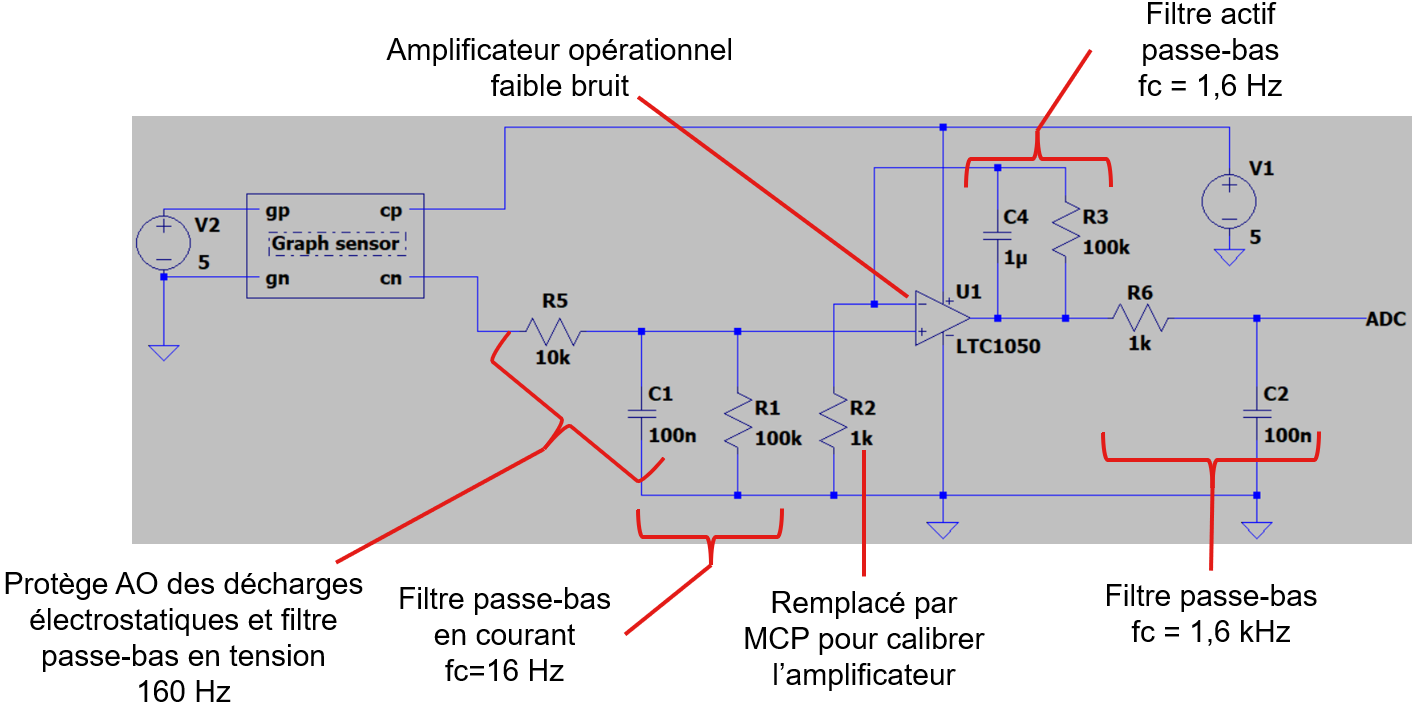 Filtre actif
passe-bas
fc = 1,6 Hz
Amplificateur opérationnel
faible bruit
V1
5
V2
5
gp
cp
Graph sensor
gn
cn
C4
1µ
R3
100k
U1
LTC1050
R5
10k
R6
1k
ADC
C1
100n
R1
100k
R2
1k
C2
100n
Protège AO des décharges
électrostatiques et filtre
passe-bas en tension
160 Hz
Filtre passe-bas
en courant
fc=16 Hz
Remplacé par
MCP pour calibrer
l’amplificateur
Filtre passe-bas
fc = 1,6 kHz